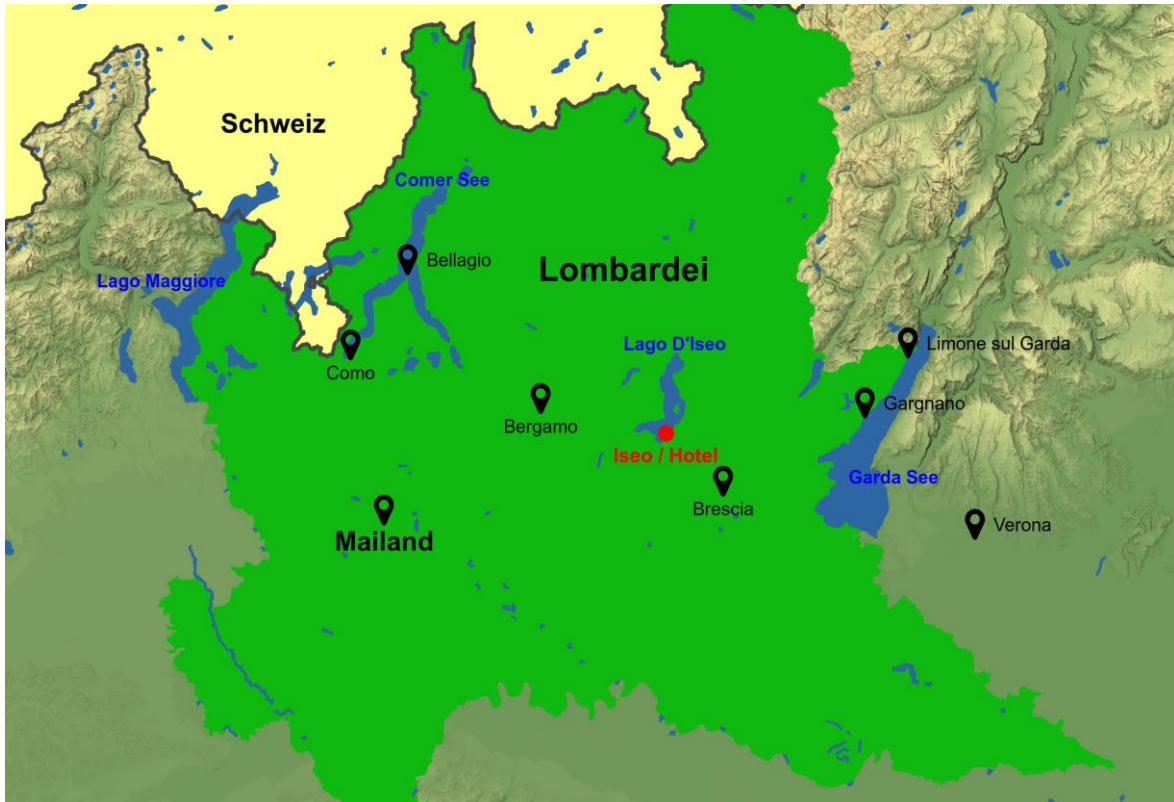 Schweiz
Comer See
Bellagio
Lombardei
Lago Maggiore
Limone sul Garda
Lago D'Iseo
Como
Gargnano
Bergamo
Iseo / Hotel
Garda See
Brescia
Verona
Mailand